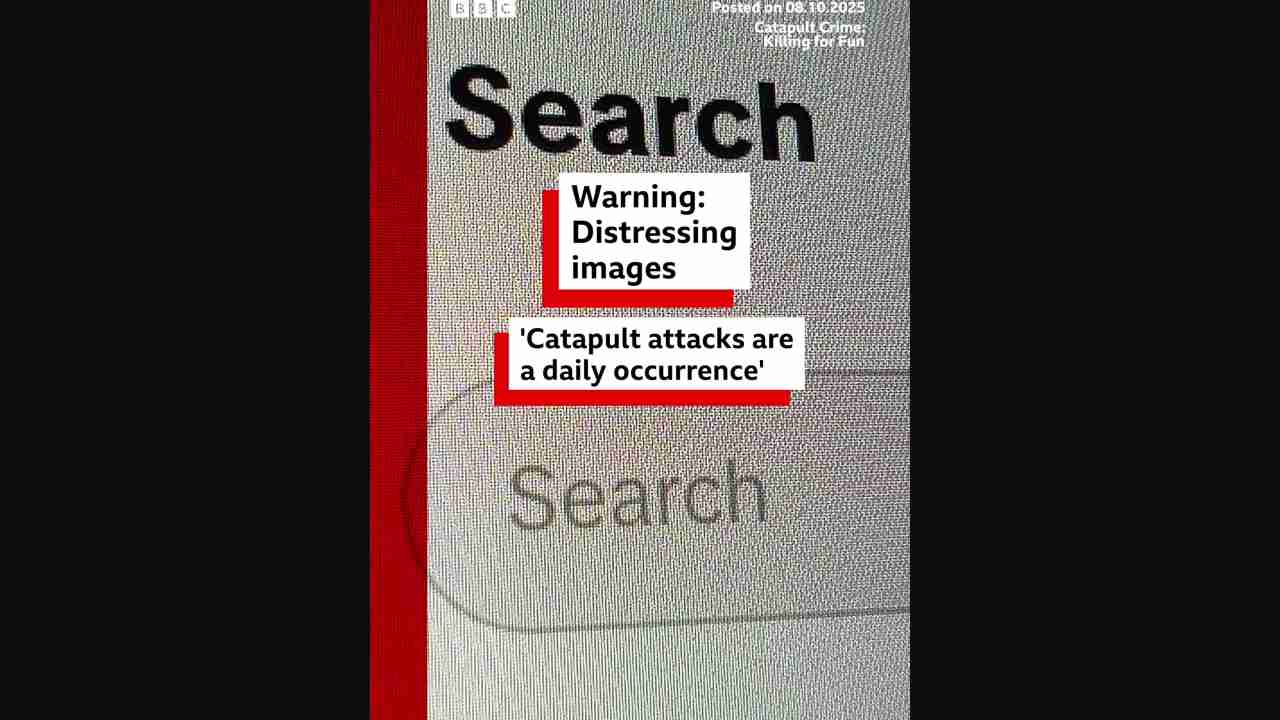 BBC
Posted on 08.10.2025
Catapult Crime:
Killing for Fun
Search
Warning:
Distressing
images
'Catapult attacks are
a daily occurrence'
Search